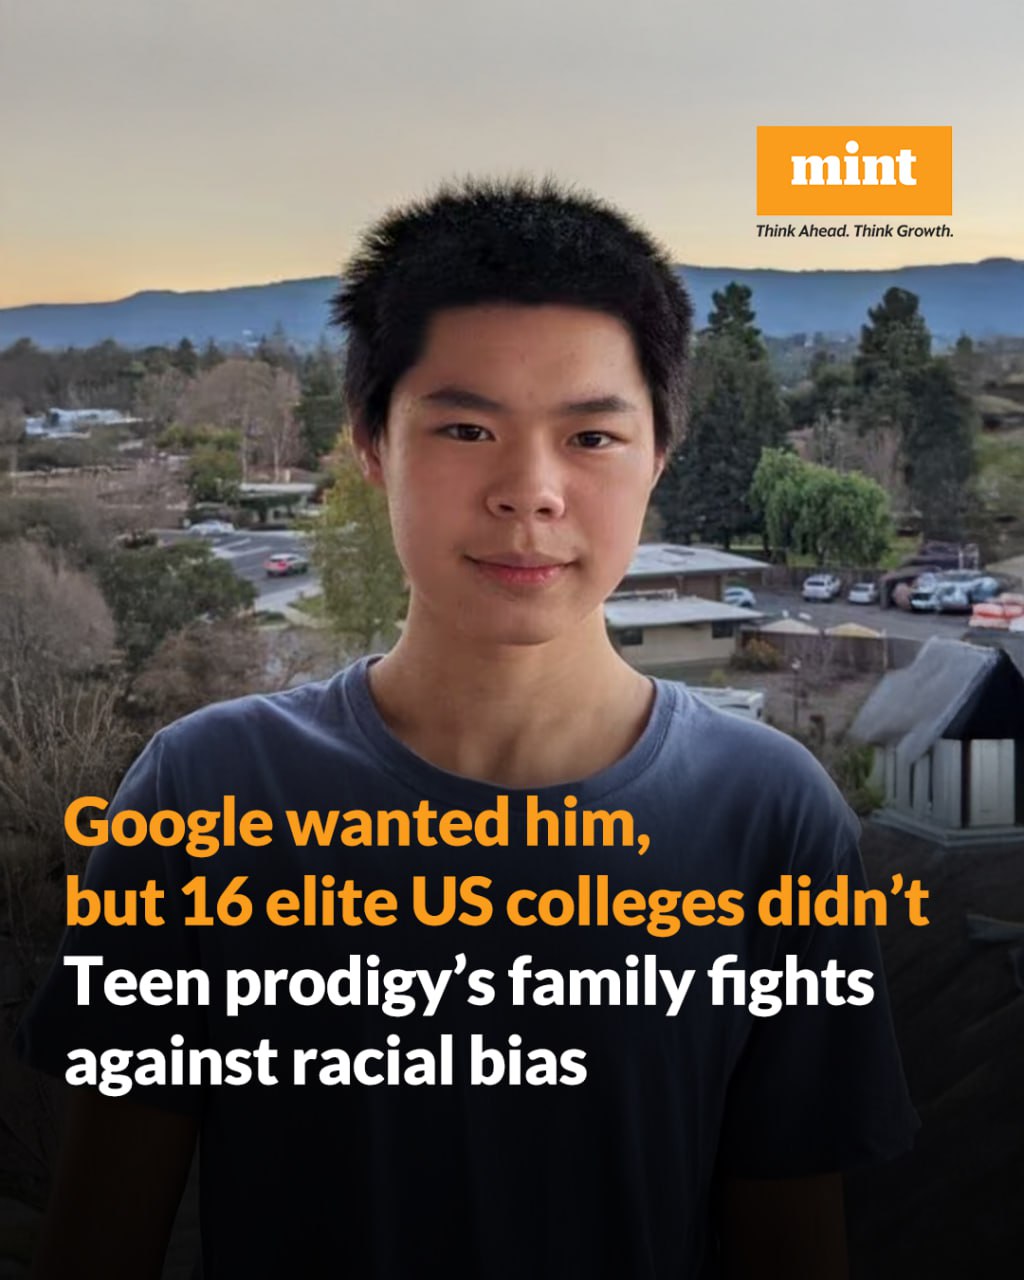 mint
Think Ahead. Think Growth.
Google wanted him,
but 16 elite US colleges didn’t
Teen prodigy’s family fights
against racial bias